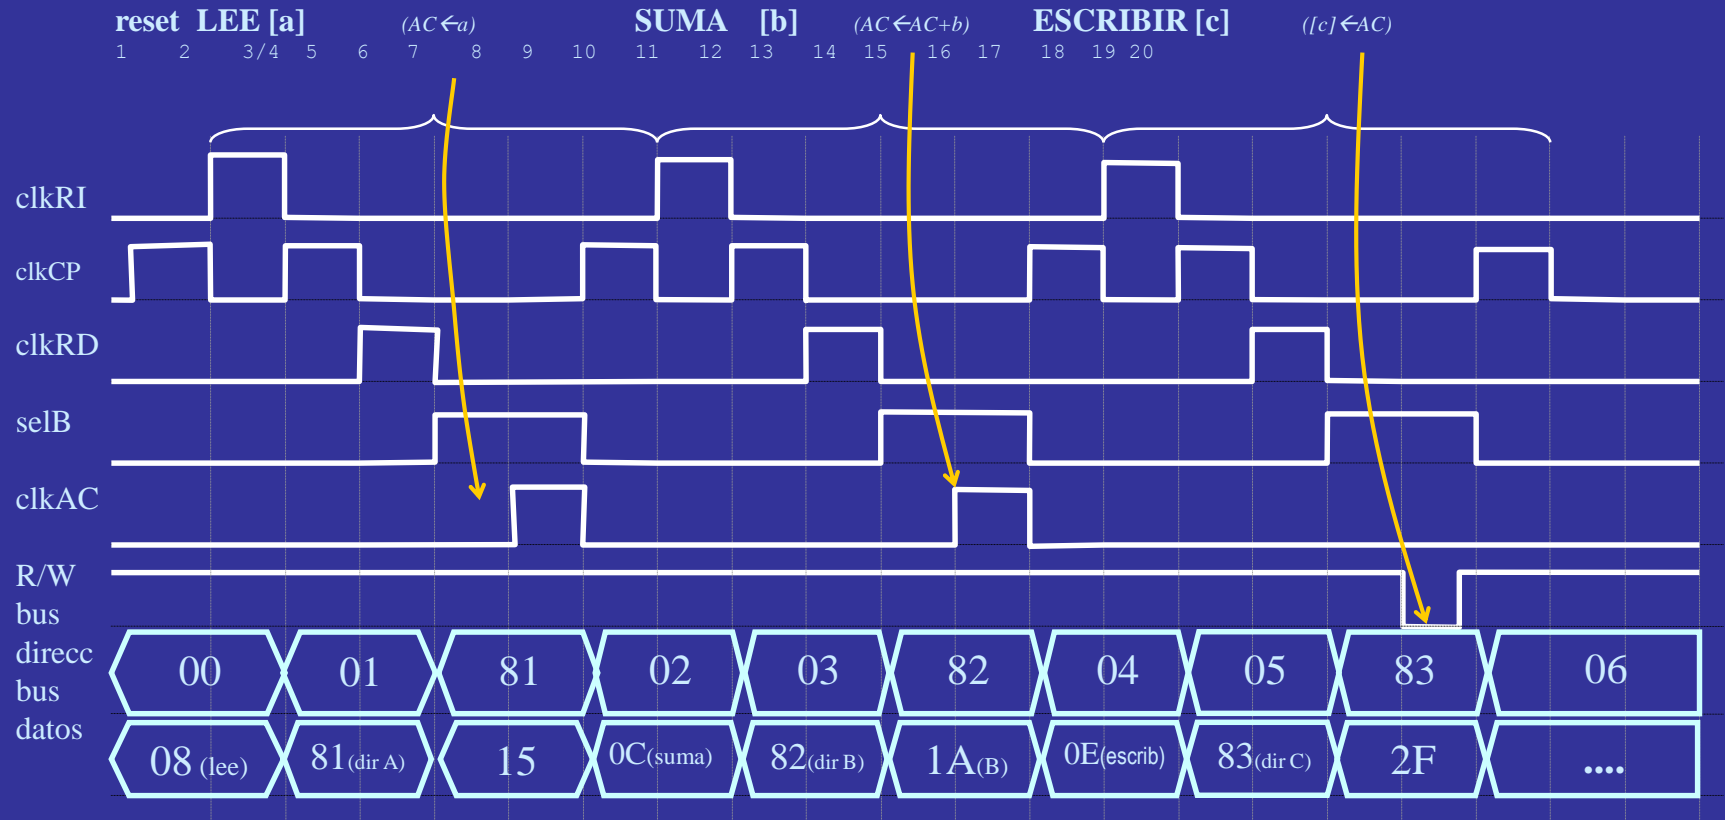 reset LEE [a] (AC←a) SUMA [b] (AC←AC+b) ESCRIBIR [c] ([c]←AC)
1 2 3/4 5 6 7 8 9 10 11 12 13 14 15 16 17 18 19 20
clkRI
clkCP
clkRD
selB
clkAC
R/W
bus
direcc
00 01 81 02 03 82 04 05 83 06
bus
datos
08 (lee) 81(dir A) 15 0C(suma) 82(dir B) 1A(B) 0E(escrib) 83(dir C) 2F ....